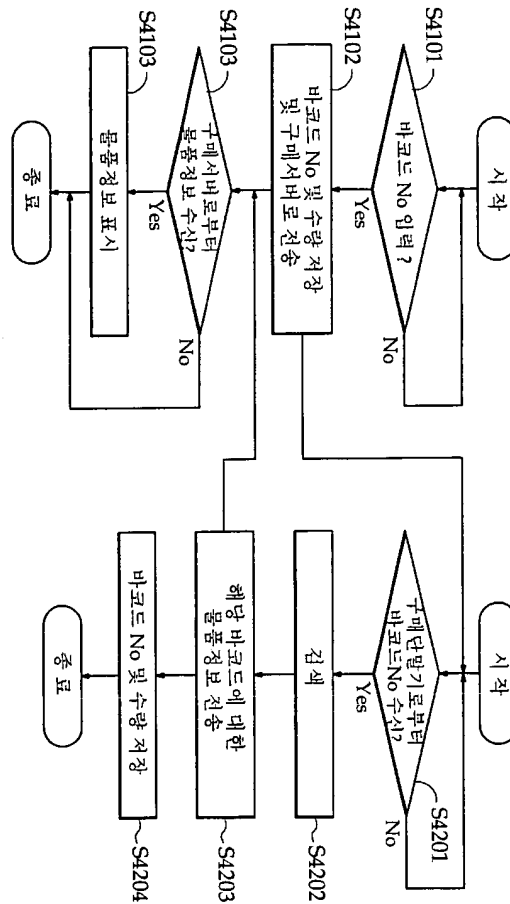 시 작
S4101
바코드 No 입력 ?
No
Yes
S4102
바코드 No 및 수량 저장
및 구매서버로 전송
S4103
구매서버로부터
물품정보 수신?
No
Yes
S4103
물품정보 표시
종 료
시 작
구매단말기로부터
바코드No 수신?
S4201
No
Yes
검색
S4202
해당 바코드에 대한
물품정보 전송
S4203
바코드 No 및 수량 저장
S4204
종 료